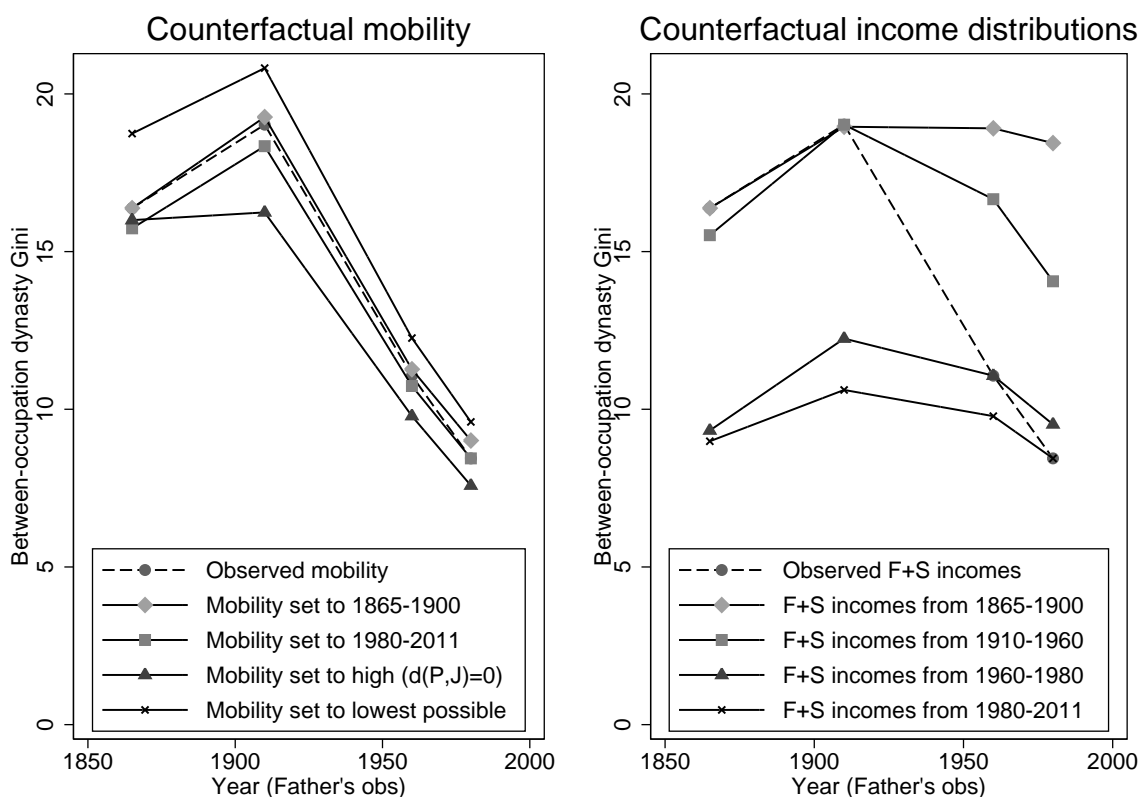 Counterfactual mobility
Between-occupation dynasty Gini
20
15
10
5
0
Observed mobility
Mobility set to 1865-1900
Mobility set to 1980-2011
Mobility set to high (d(P,J)=0)
Mobility set to lowest possible
1850 1900 1950 2000
Year (Father's obs)
Counterfactual income distributions
Between-occupation dynasty Gini
20
15
10
5
0
Observed F+S incomes
F+S incomes from 1865-1900
F+S incomes from 1910-1960
F+S incomes from 1960-1980
F+S incomes from 1980-2011
1850 1900 1950 2000
Year (Father's obs)